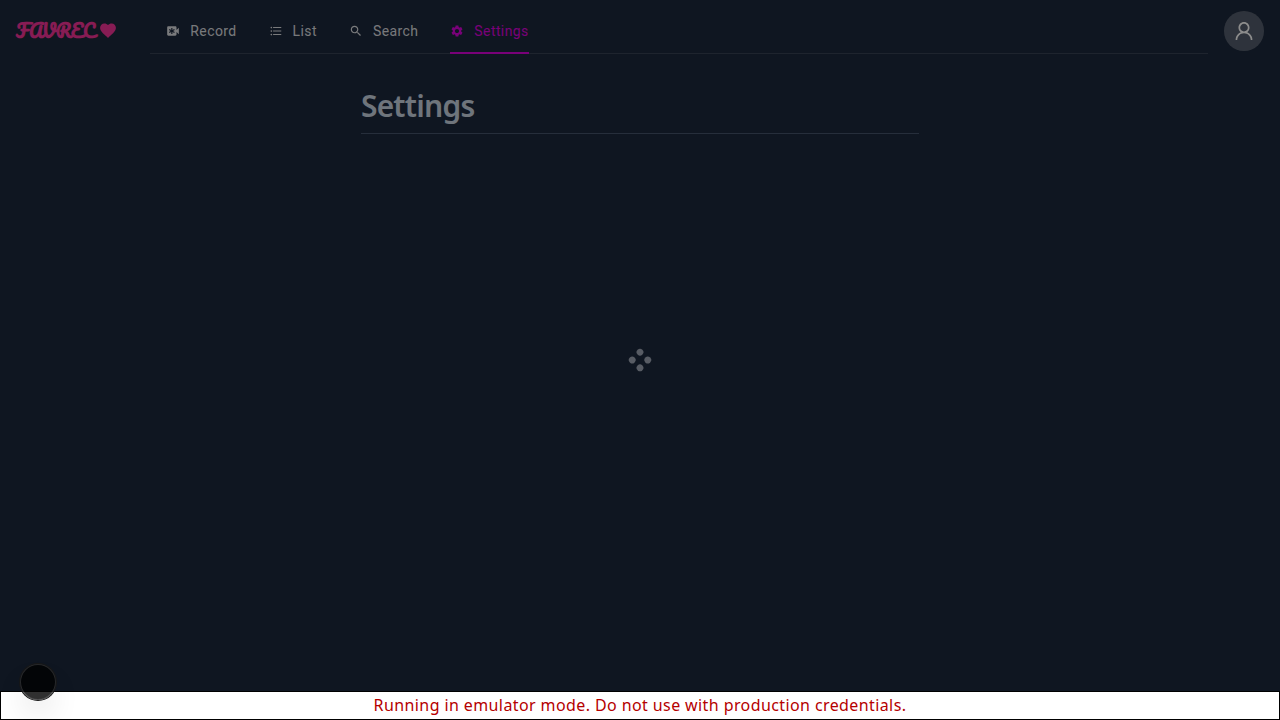 FAVREC
Record
List
Search
Settings
Settings
Running in emulator mode. Do not use with production credentials.